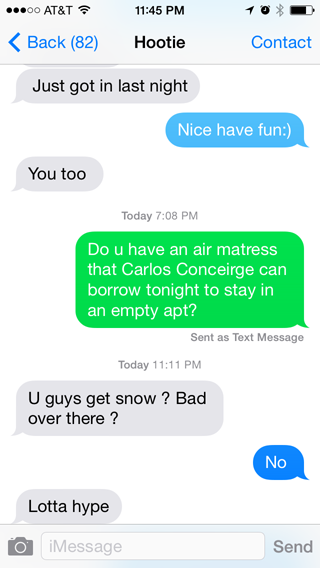 AT&T 11:45 PM
Back (82) Hootie Contact
Just got in last night
Nice have fun:)
You too
Today 7:08 PM
Do u have an air matress
that Carlos Conceirge can
borrow tonight to stay in
an empty apt?
Sent as Text Message
Today 11:11 PM
U guys get snow ? Bad
over there ?
No
Lotta hype
iMessage Send